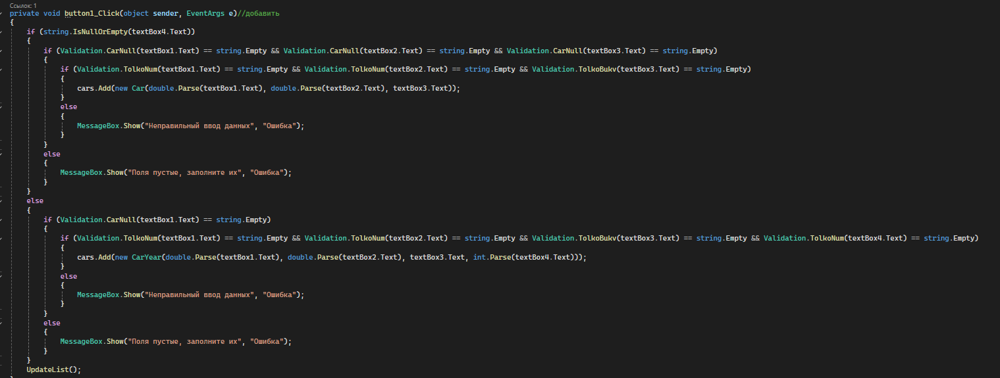 Ссылок: 1
private void button1_Click(object sender, EventArgs e)//добавить
{
if (string.IsNullOrEmpty(textBox4.Text))
{
if (Validation.CarNull(textBox1.Text) == string.Empty && Validation.CarNull(textBox2.Text) == string.Empty && Validation.CarNull(textBox3.Text) == string.Empty)
{
if (Validation.TolkoNum(textBox1.Text) == string.Empty && Validation.TolkoNum(textBox2.Text) == string.Empty && Validation.TolkoBukv(textBox3.Text) == string.Empty)
{
cars.Add(new Car(double.Parse(textBox1.Text), double.Parse(textBox2.Text), textBox3.Text));
}
else
{
MessageBox.Show("Неправильный ввод данных", "Ошибка");
}
}
else
{
MessageBox.Show("Поля пустые, заполните их", "Ошибка");
}
}
else
{
if (Validation.CarNull(textBox1.Text) == string.Empty)
{
if (Validation.TolkoNum(textBox1.Text) == string.Empty && Validation.TolkoNum(textBox2.Text) == string.Empty && Validation.TolkoBukv(textBox3.Text) == string.Empty && Validation.TolkoNum(textBox4.Text) == string.Empty)
{
cars.Add(new CarYear(double.Parse(textBox1.Text), double.Parse(textBox2.Text), textBox3.Text, int.Parse(textBox4.Text)));
}
else
{
MessageBox.Show("Неправильный ввод данных", "Ошибка");
}
}
else
{
MessageBox.Show("Поля пустые, заполните их", "Ошибка");
}
}
UpdateList();